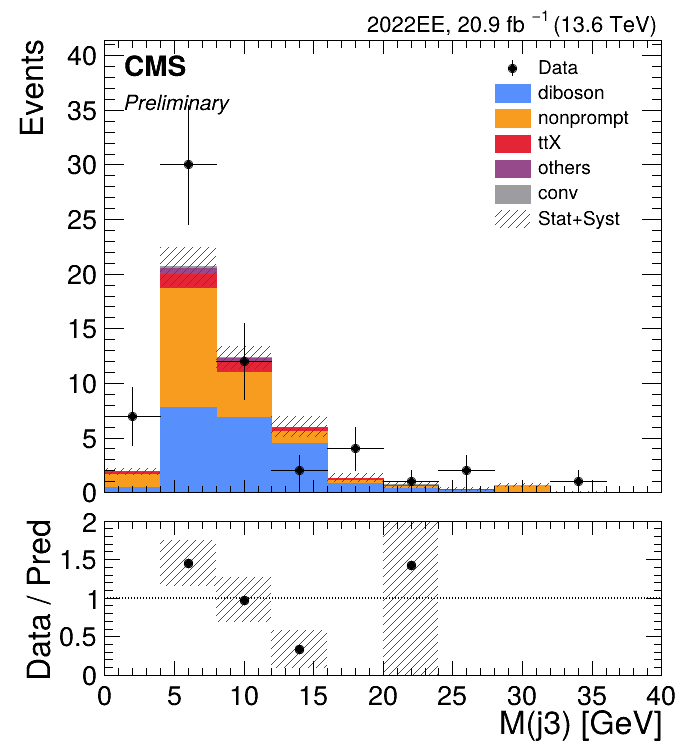 2022EE, 20.9 fb ⁻¹ (13.6 TeV)
CMS
Preliminary
Events
40
35
30
25
20
15
10
5
0
Data
diboson
nonprompt
ttX
others
conv
Stat+Syst
Data / Pred
2
1.5
1
0.5
0
0 5 10 15 20 25 30 35 40
M(j3) [GeV]